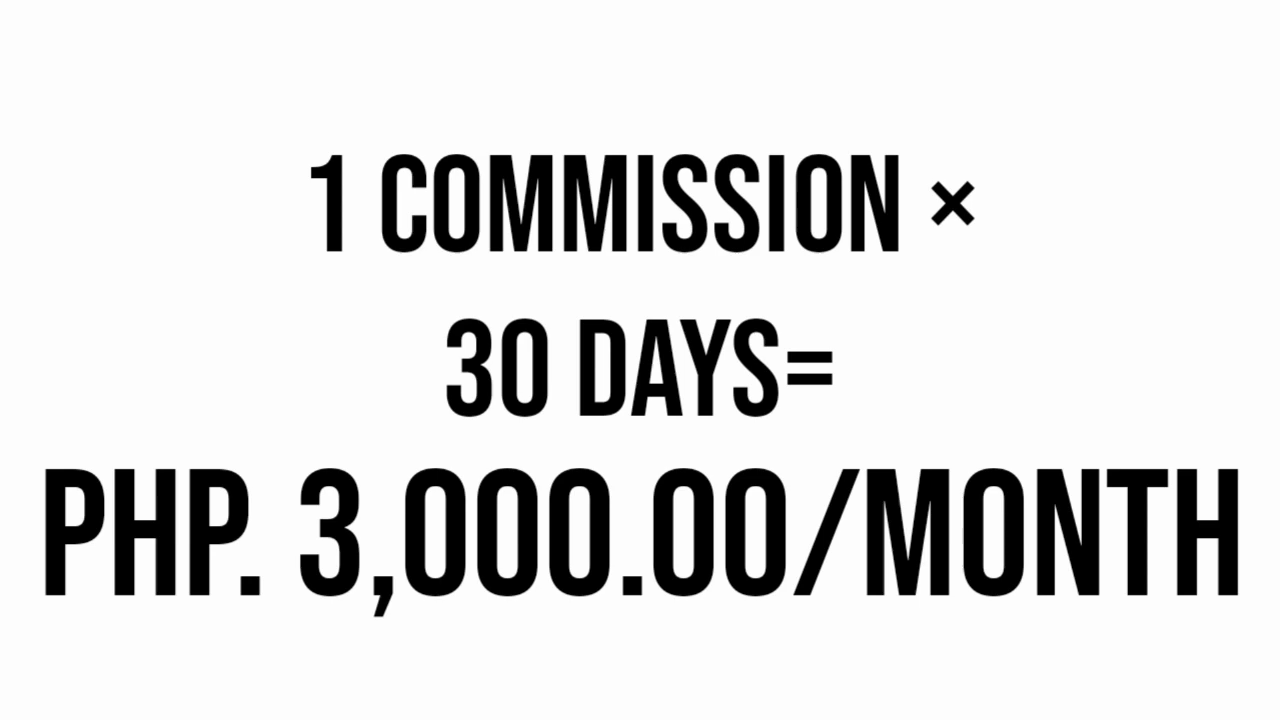 1 COMMISSION ×
30 DAYS=
PHP. 3,000.00/MONTH